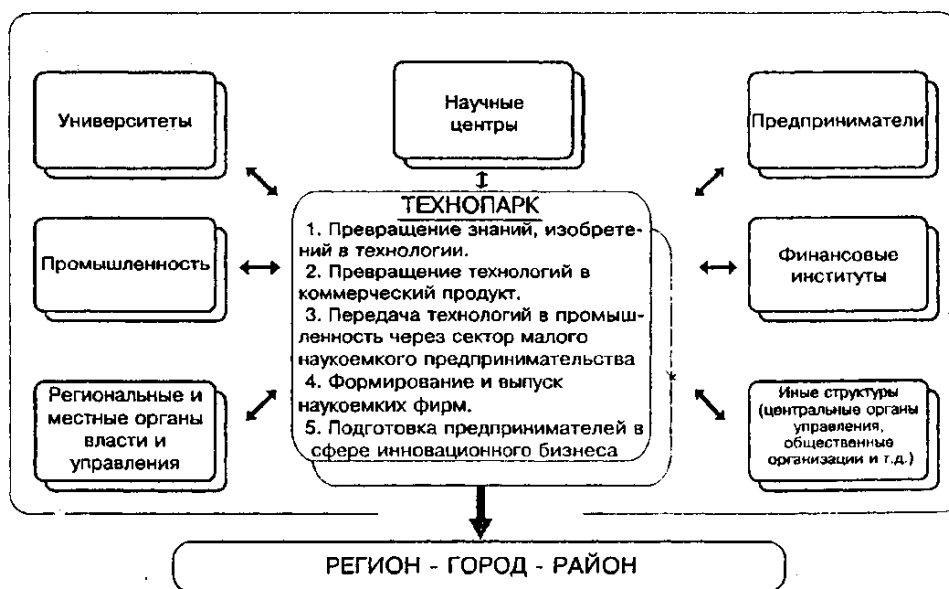 Университеты
Научные
центры
Предприниматели
Промышленность
ТЕХНОПАРК
1. Превращение знаний, изобрете-
ний в технологии.
2. Превращение технологий в
коммерческий продукт.
3. Передача технологий в промыш-
ленность через сектор малого
наукоемкого предпринимательства
4. Формирование и выпуск
наукоемких фирм.
5. Подготовка предпринимателей в
сфере инновационного бизнеса
Финансовые
институты
Региональные и
местные органы
власти и
управления
Иные структуры
(центральные органы
управления,
общественные
организации и т.д.)
РЕГИОН - ГОРОД - РАЙОН